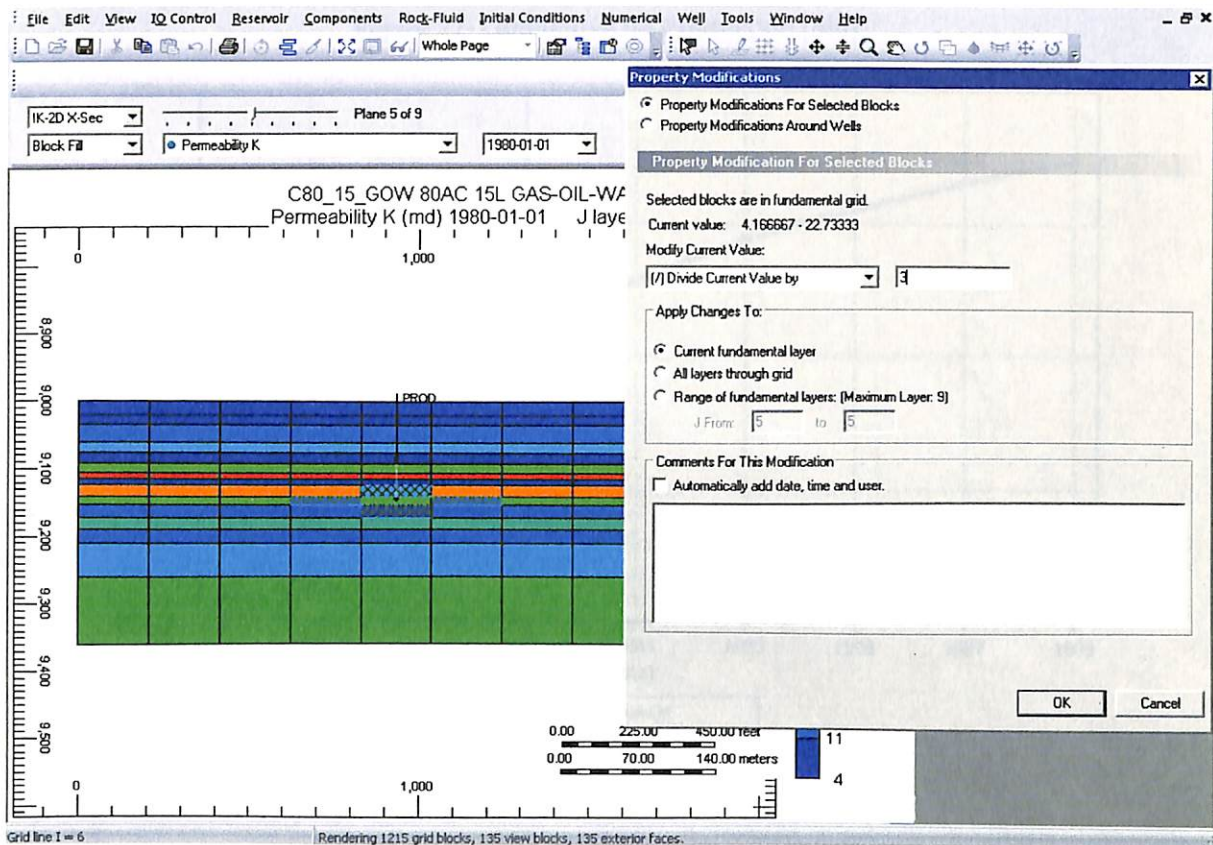 File Edit View IO Control Reservoir Components Rock-Fluid Initial Conditions Numerical Well Tools Window Help
Whole Page
Property Modifications
Property Modifications For Selected Blocks
Property Modifications Around Wells
IK-2D X-Sec Plane 5 of 9
Block Fill Permeability K 1980-01-01
Property Modification For Selected Blocks
Selected blocks are in fundamental grid.
Current value: 4.166667 - 22.73333
Modify Current Value:
(/) Divide Current Value by 3
Apply Changes To:
Current fundamental layer
All layers through grid
Range of fundamental layers: (Maximum Layer: 9)
J From: 5 to 5
Comments For This Modification
Automatically add date, time and user.
OK Cancel
C80_15_GOW 80AC 15L GAS-OIL-WA
Permeability K (md) 1980-01-01 J laye
0 1,000
8,900
9,000
PROD
9,100
9,200
9,300
9,400
9,500
0.00 225.00 450.00 feet
0.00 70.00 140.00 meters
11
4
0 1,000
Grid line I = 6 Rendering 1215 grid blocks, 135 view blocks, 135 exterior faces.